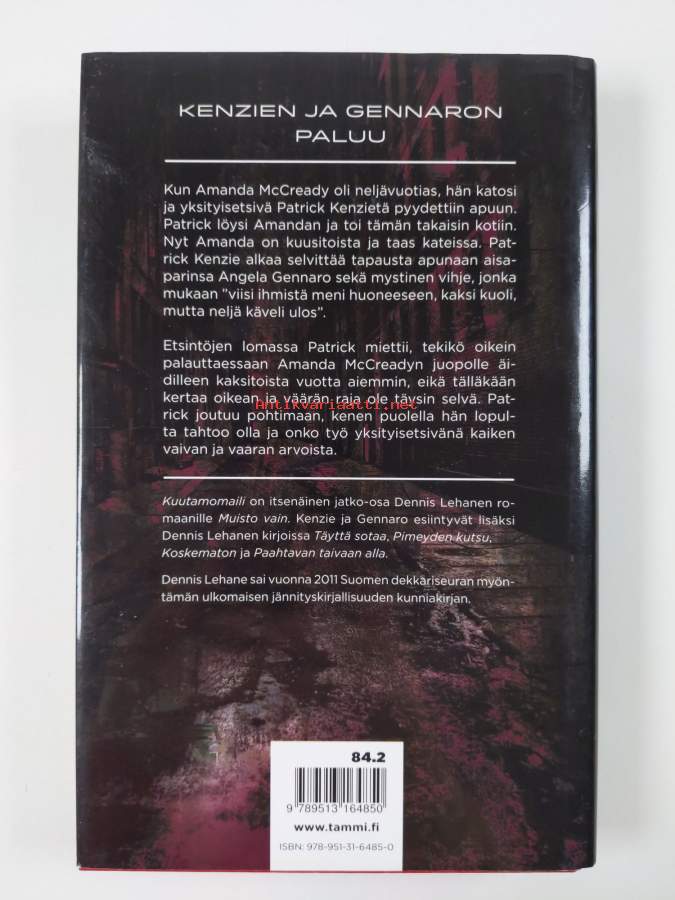 KENZIEN JA GENNARON
PALUU
Kun Amanda McCready oli neljävuotias, hän katosi
ja yksityisetsivä Patrick Kenzietä pyydettiin apuun.
Patrick löysi Amandan ja toi tämän takaisin kotiin.
Nyt Amanda on kuusitoista ja taas kateissa. Pat-
rick Kenzie alkaa selvittää tapausta apunaan aisa-
parinsa Angela Gennaro sekä mystinen vihje, jonka
mukaan ”viisi ihmistä meni huoneeseen, kaksi kuoli,
mutta neljä käveli ulos”.
Etsintöjen lomassa Patrick miettii, tekikö oikein
palauttaessaan Amanda McCreadyn juopolle äi-
dilleen kaksitoista vuotta aiemmin, eikä tälläkään
kertaa oikean ja väärän raja ole täysin selvä. Pat-
Antikvariaatti.net
rick joutuu pohtimaan, kenen puolella hän lopul-
ta tahtoo olla ja onko työ yksityisetsivänä kaiken
vaivan ja vaaran arvoista.
Kuutamomaili on itsenäinen jatko-osa Dennis Lehanen ro-
maanille Muisto vain. Kenzie ja Gennaro esiintyvät lisäksi
Dennis Lehanen kirjoissa Täyttä sotaa, Pimeyden kutsu,
Koskematon ja Paahtavan taivaan alla.
Dennis Lehane sai vuonna 2011 Suomen dekkariseuran myön-
tämän ulkomaisen jännityskirjallisuuden kunniakirjan.
84.2
9 789513 164850
www.tammi.fi
ISBN: 978-951-31-6485-0